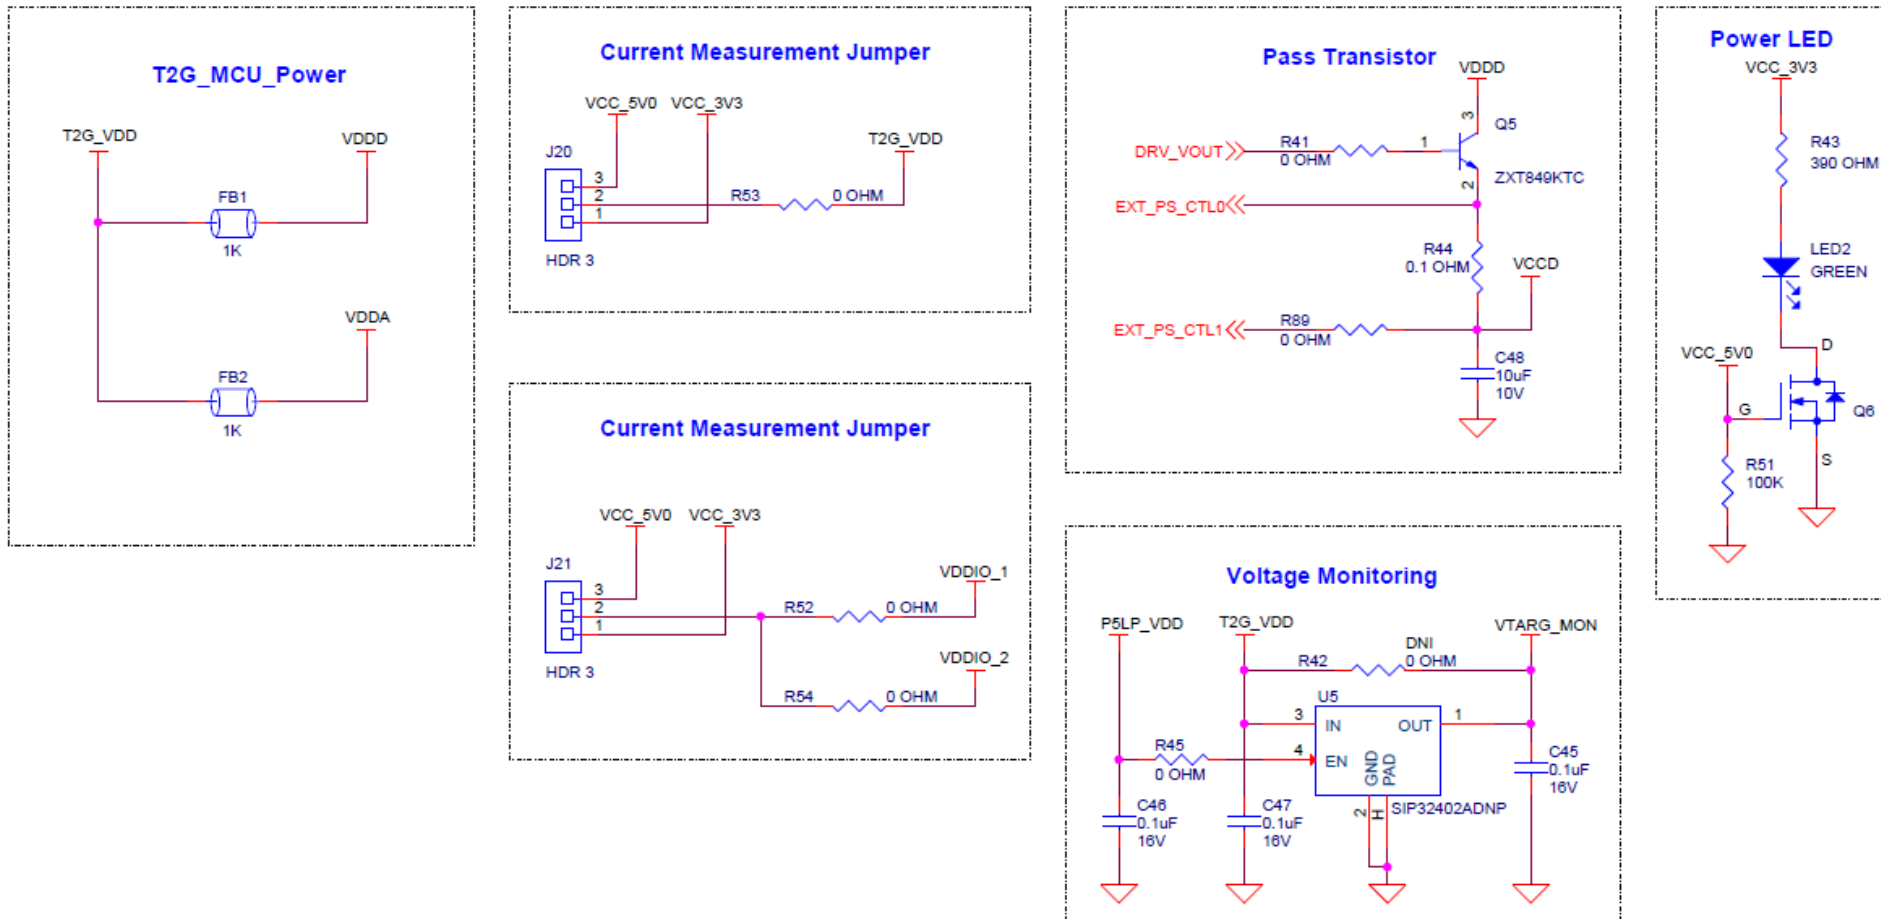 T2G_MCU_Power
T2G_VDD
VDDD
FB1
1K
VDDA
FB2
1K
Current Measurement Jumper
VCC_5V0 VCC_3V3
T2G_VDD
J20
3
2
1
R53
0 OHM
HDR 3
Current Measurement Jumper
VCC_5V0 VCC_3V3
J21
3
2
1
VDDIO_1
R52
0 OHM
VDDIO_2
R54
0 OHM
HDR 3
Pass Transistor
VDDD
3
Q5
DRV_VOUT
R41
0 OHM
1
2
ZXT849KTC
EXT_PS_CTL0
R44
0.1 OHM
VCCD
EXT_PS_CTL1
R89
0 OHM
C48
10uF
10V
Voltage Monitoring
P5LP_VDD
T2G_VDD
VTARG_MON
DNI
R42
0 OHM
U5
3
IN
OUT
1
R45
0 OHM
4
EN
GND
PAD
2
H
SIP32402ADNP
C46
0.1uF
16V
C47
0.1uF
16V
C45
0.1uF
16V
Power LED
VCC_3V3
R43
390 OHM
LED2
GREEN
VCC_5V0
D
G
Q6
S
R51
100K